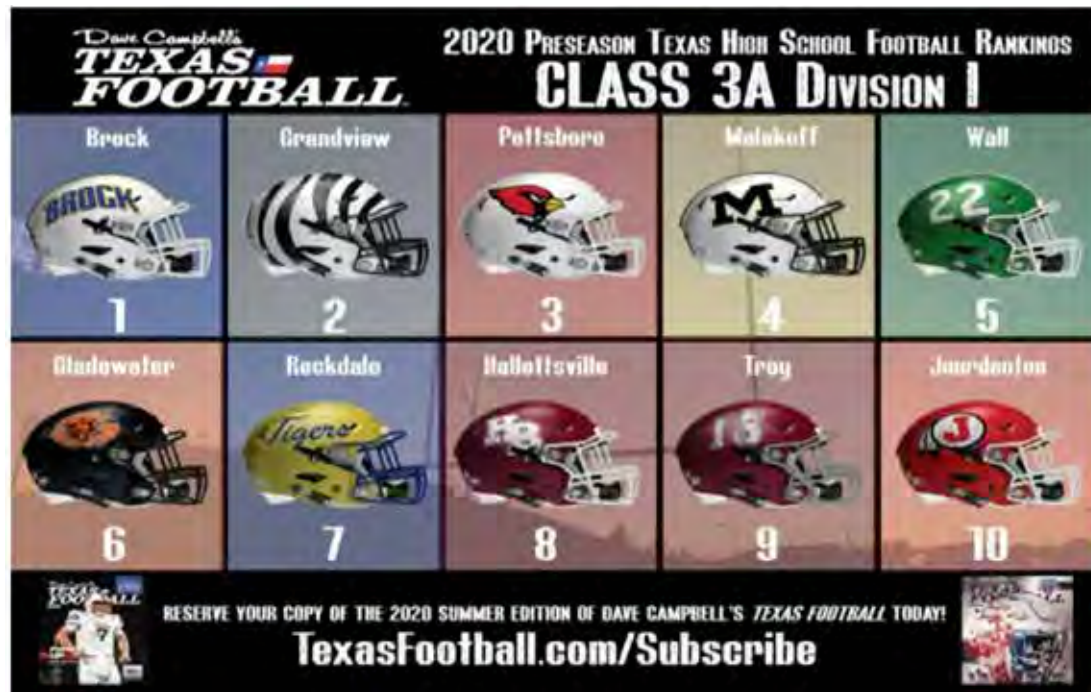 Dave Campbell's
TEXAS
FOOTBALL
2020 PRESEASON TEXAS HIGH SCHOOL FOOTBALL RANKINGS
CLASS 3A DIVISION I
Brock
Grandview
Pottsboro
Malakoff
Wall
BROCK
M
22
1
2
3
4
5
Gladewater
Rockdale
Hallettsville
Troy
Jourdanton
Tigers
J
6
7
8
9
10
TEXAS
FOOTBALL
RESERVE YOUR COPY OF THE 2020 SUMMER EDITION OF DAVE CAMPBELL'S TEXAS FOOTBALL TODAY!
TexasFootball.com/Subscribe